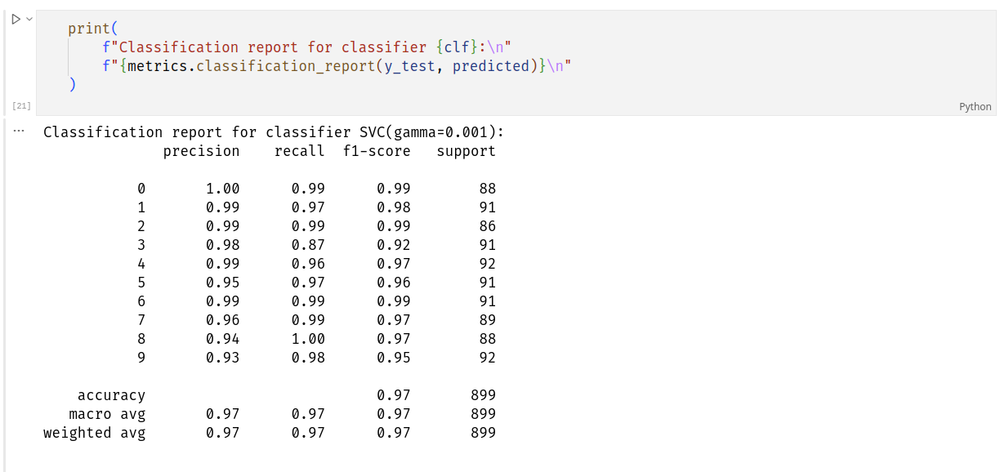 print(
    f"Classification report for classifier {clf}:\n"
    f"{metrics.classification_report(y_test, predicted)}\n"
)
[21]
Python
... Classification report for classifier SVC(gamma=0.001):
              precision    recall  f1-score   support

           0       1.00      0.99      0.99        88
           1       0.99      0.97      0.98        91
           2       0.99      0.99      0.99        86
           3       0.98      0.87      0.92        91
           4       0.99      0.96      0.97        92
           5       0.95      0.97      0.96        91
           6       0.99      0.99      0.99        91
           7       0.96      0.99      0.97        89
           8       0.94      1.00      0.97        88
           9       0.93      0.98      0.95        92

    accuracy                           0.97       899
   macro avg       0.97      0.97      0.97       899
weighted avg       0.97      0.97      0.97       899